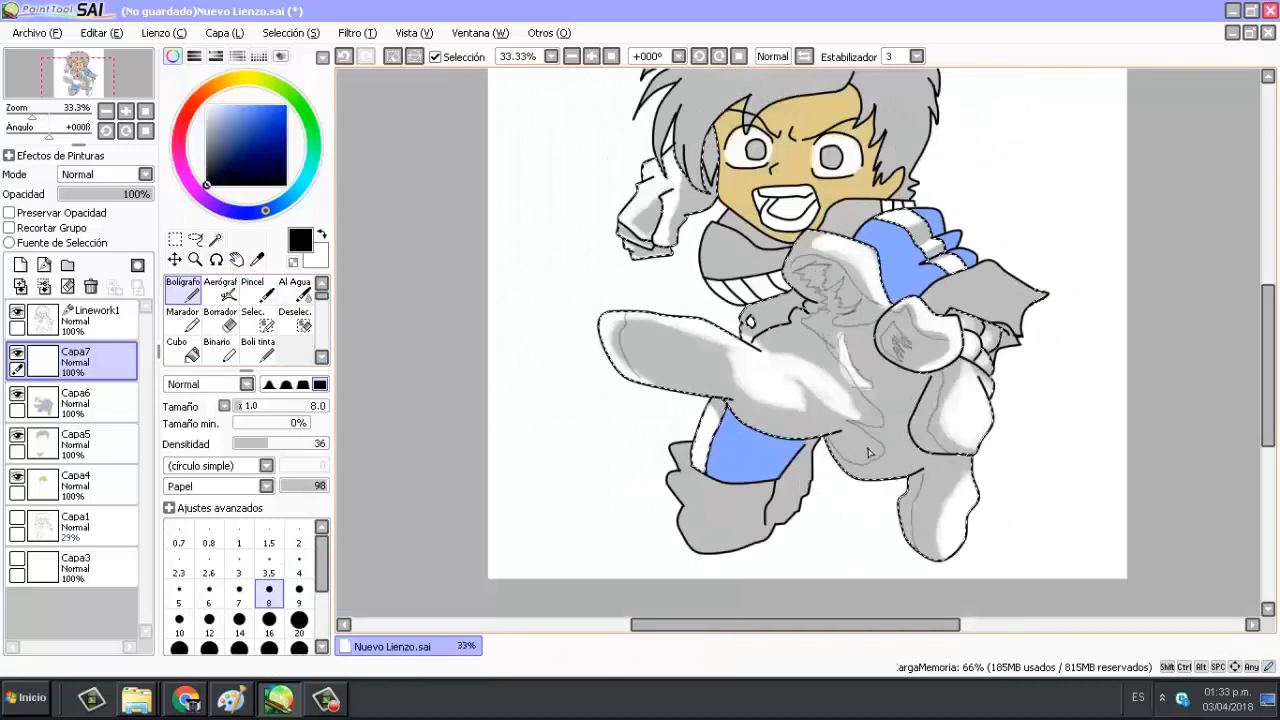 PaintTool SAI (No guardado)Nuevo Lienzo.sai (*)
Archivo (F) Editar (E) Lienzo (C) Capa (L) Selección (S) Filtro (T) Vista (V) Ventana (W) Otros (O)
Selección 33.33% +000º Normal Estabilizador 3
Zoom 33.3%
Ángulo +000ß
Efectos de Pinturas
Mode Normal
Opacidad 100%
Preservar Opacidad
Recortar Grupo
Fuente de Selección
Linework1
Normal
100%
Capa7
Normal
100%
Capa6
Normal
100%
Capa5
Normal
100%
Capa4
Normal
100%
Capa1
Normal
29%
Capa3
Normal
100%
Bolígrafo Aerógraf Pincel Al Agua
Marador Borrador Selec. Deselec.
Cubo Binario Boli tinta
Normal
Tamaño 1.0 8.0
Tamaño min. 0%
Densitidad 36
(círculo simple) 0
Papel 98
Ajustes avanzados
0.7 0.8 1 1.5 2
2.3 2.6 3 3.5 4
5 6 7 8 9
10 12 14 16 20
Nuevo Lienzo.sai 33%
CargaMemoria: 66% (185MB usados / 815MB reservados) Shift Ctrl Alt SPC Any
Inicio
ES
01:33 p.m.
03/04/2018